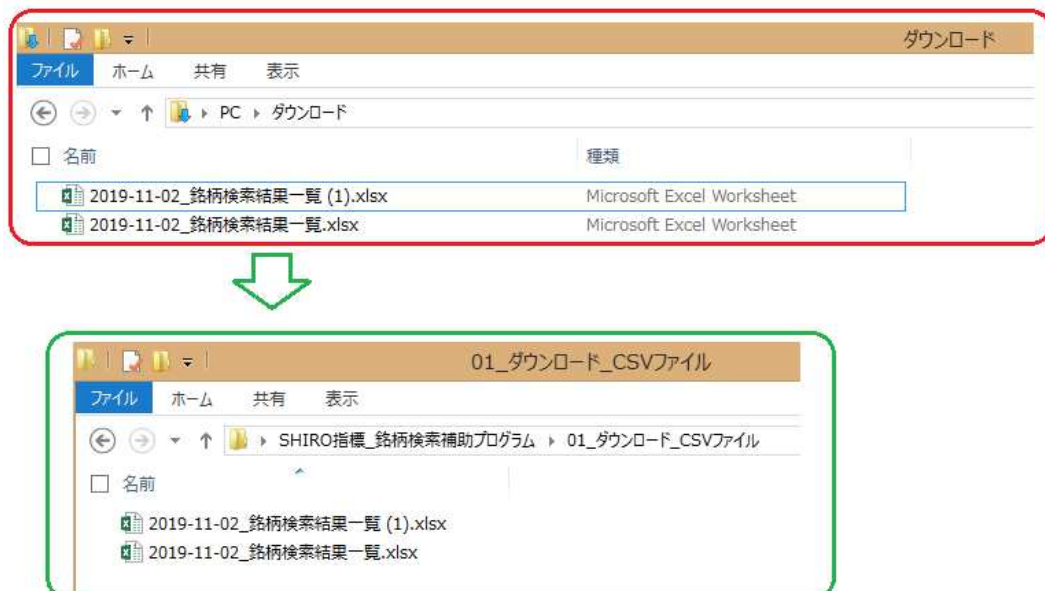 ダウンロード
ファイル ホーム 共有 表示
PC ダウンロード
名前 種類
2019-11-02_銘柄検索結果一覧 (1).xlsx Microsoft Excel Worksheet
2019-11-02_銘柄検索結果一覧.xlsx Microsoft Excel Worksheet
01_ダウンロード_CSVファイル
ファイル ホーム 共有 表示
SHIRO指標_銘柄検索補助プログラム 01_ダウンロード_CSVファイル
名前
2019-11-02_銘柄検索結果一覧 (1).xlsx
2019-11-02_銘柄検索結果一覧.xlsx